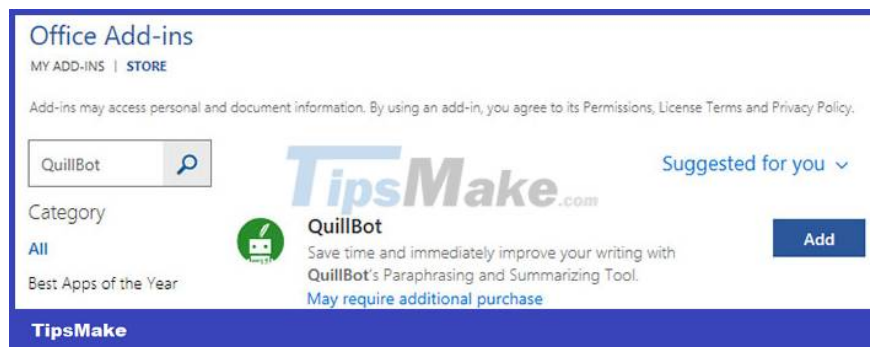 Office Add-ins
MY ADD-INS | STORE
Add-ins may access personal and document information. By using an add-in, you agree to its Permissions, License Terms and Privacy Policy.
QuillBot
TipsMake.com
Suggested for you
Category
All
Best Apps of the Year
QuillBot
Save time and immediately improve your writing with
QuillBot's Paraphrasing and Summarizing Tool.
May require additional purchase
Add
TipsMake